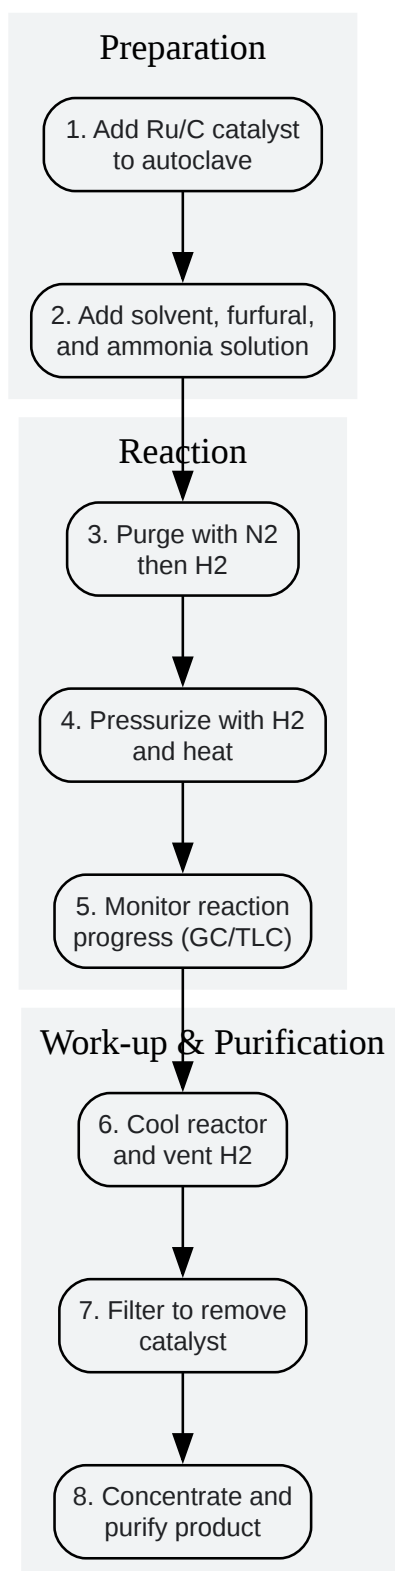 Preparation
1. Add Ru/C catalyst
to autoclave
2. Add solvent, furfural,
and ammonia solution
Reaction
3. Purge with N2
then H2
4. Pressurize with H2
and heat
5. Monitor reaction
progress (GC/TLC)
Work-up & Purification
6. Cool reactor
and vent H2
7. Filter to remove
catalyst
8. Concentrate and
purify product